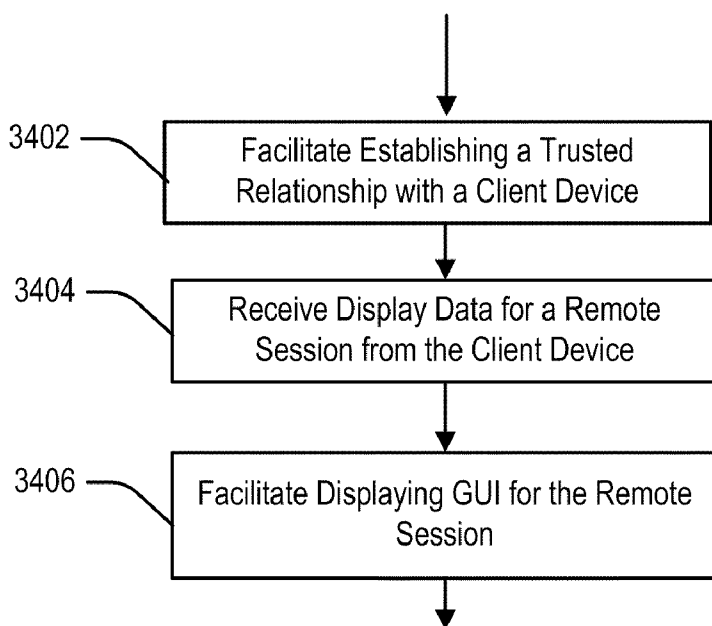 3402
Facilitate Establishing a Trusted
Relationship with a Client Device
3404
Receive Display Data for a Remote
Session from the Client Device
3406
Facilitate Displaying GUI for the Remote
Session